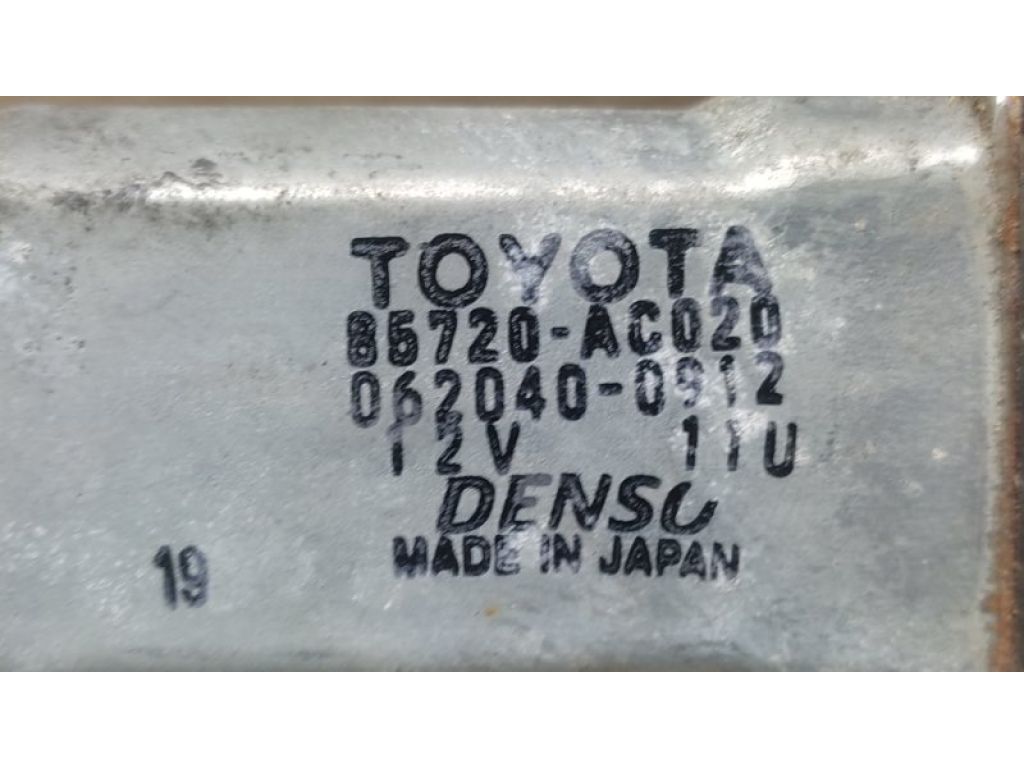 TOYOTA
85720-AC020
062040-0912
12V 11U
DENSO
MADE IN JAPAN
19